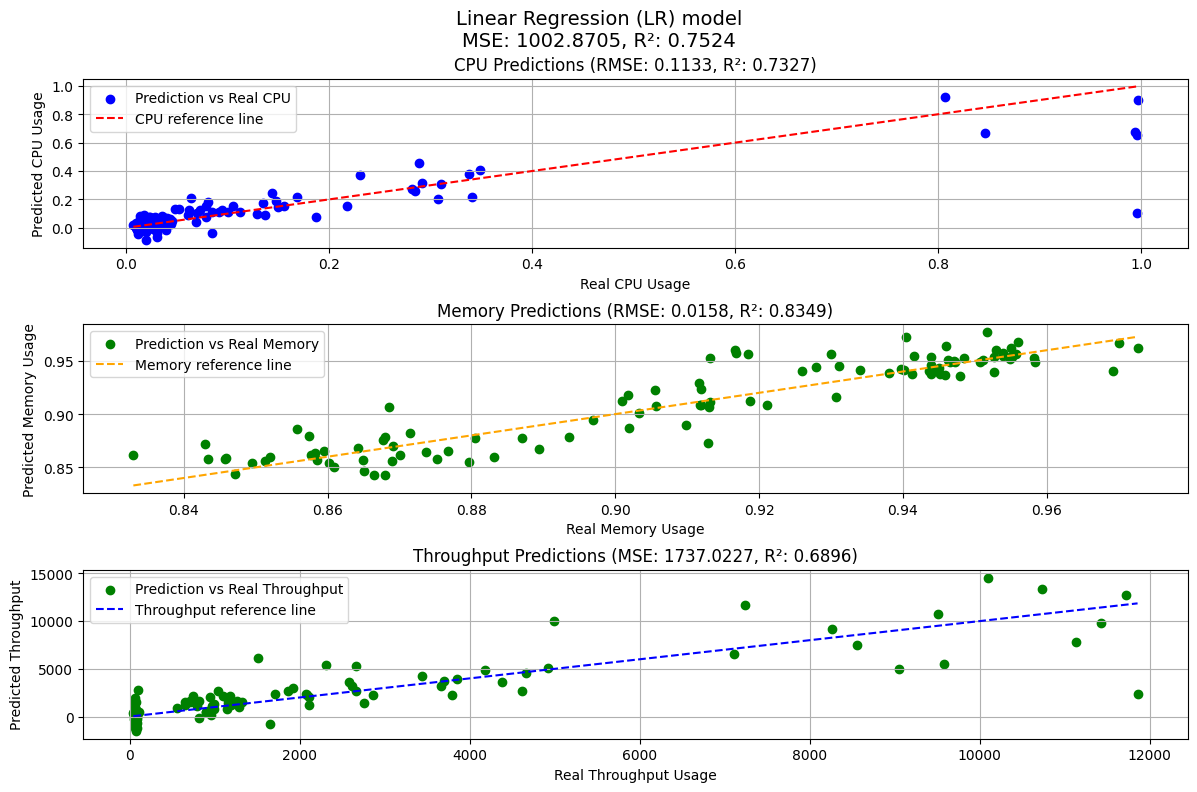 Linear Regression (LR) model
MSE: 1002.8705, R²: 0.7524
CPU Predictions (RMSE: 0.1133, R²: 0.7327)
Predicted CPU Usage
1.0
0.8
0.6
0.4
0.2
0.0
Prediction vs Real CPU
CPU reference line
0.0 0.2 0.4 0.6 0.8 1.0
Real CPU Usage
Memory Predictions (RMSE: 0.0158, R²: 0.8349)
Predicted Memory Usage
0.95
0.90
0.85
Prediction vs Real Memory
Memory reference line
0.84 0.86 0.88 0.90 0.92 0.94 0.96
Real Memory Usage
Throughput Predictions (MSE: 1737.0227, R²: 0.6896)
Predicted Throughput
15000
10000
5000
0
Prediction vs Real Throughput
Throughput reference line
0 2000 4000 6000 8000 10000 12000
Real Throughput Usage